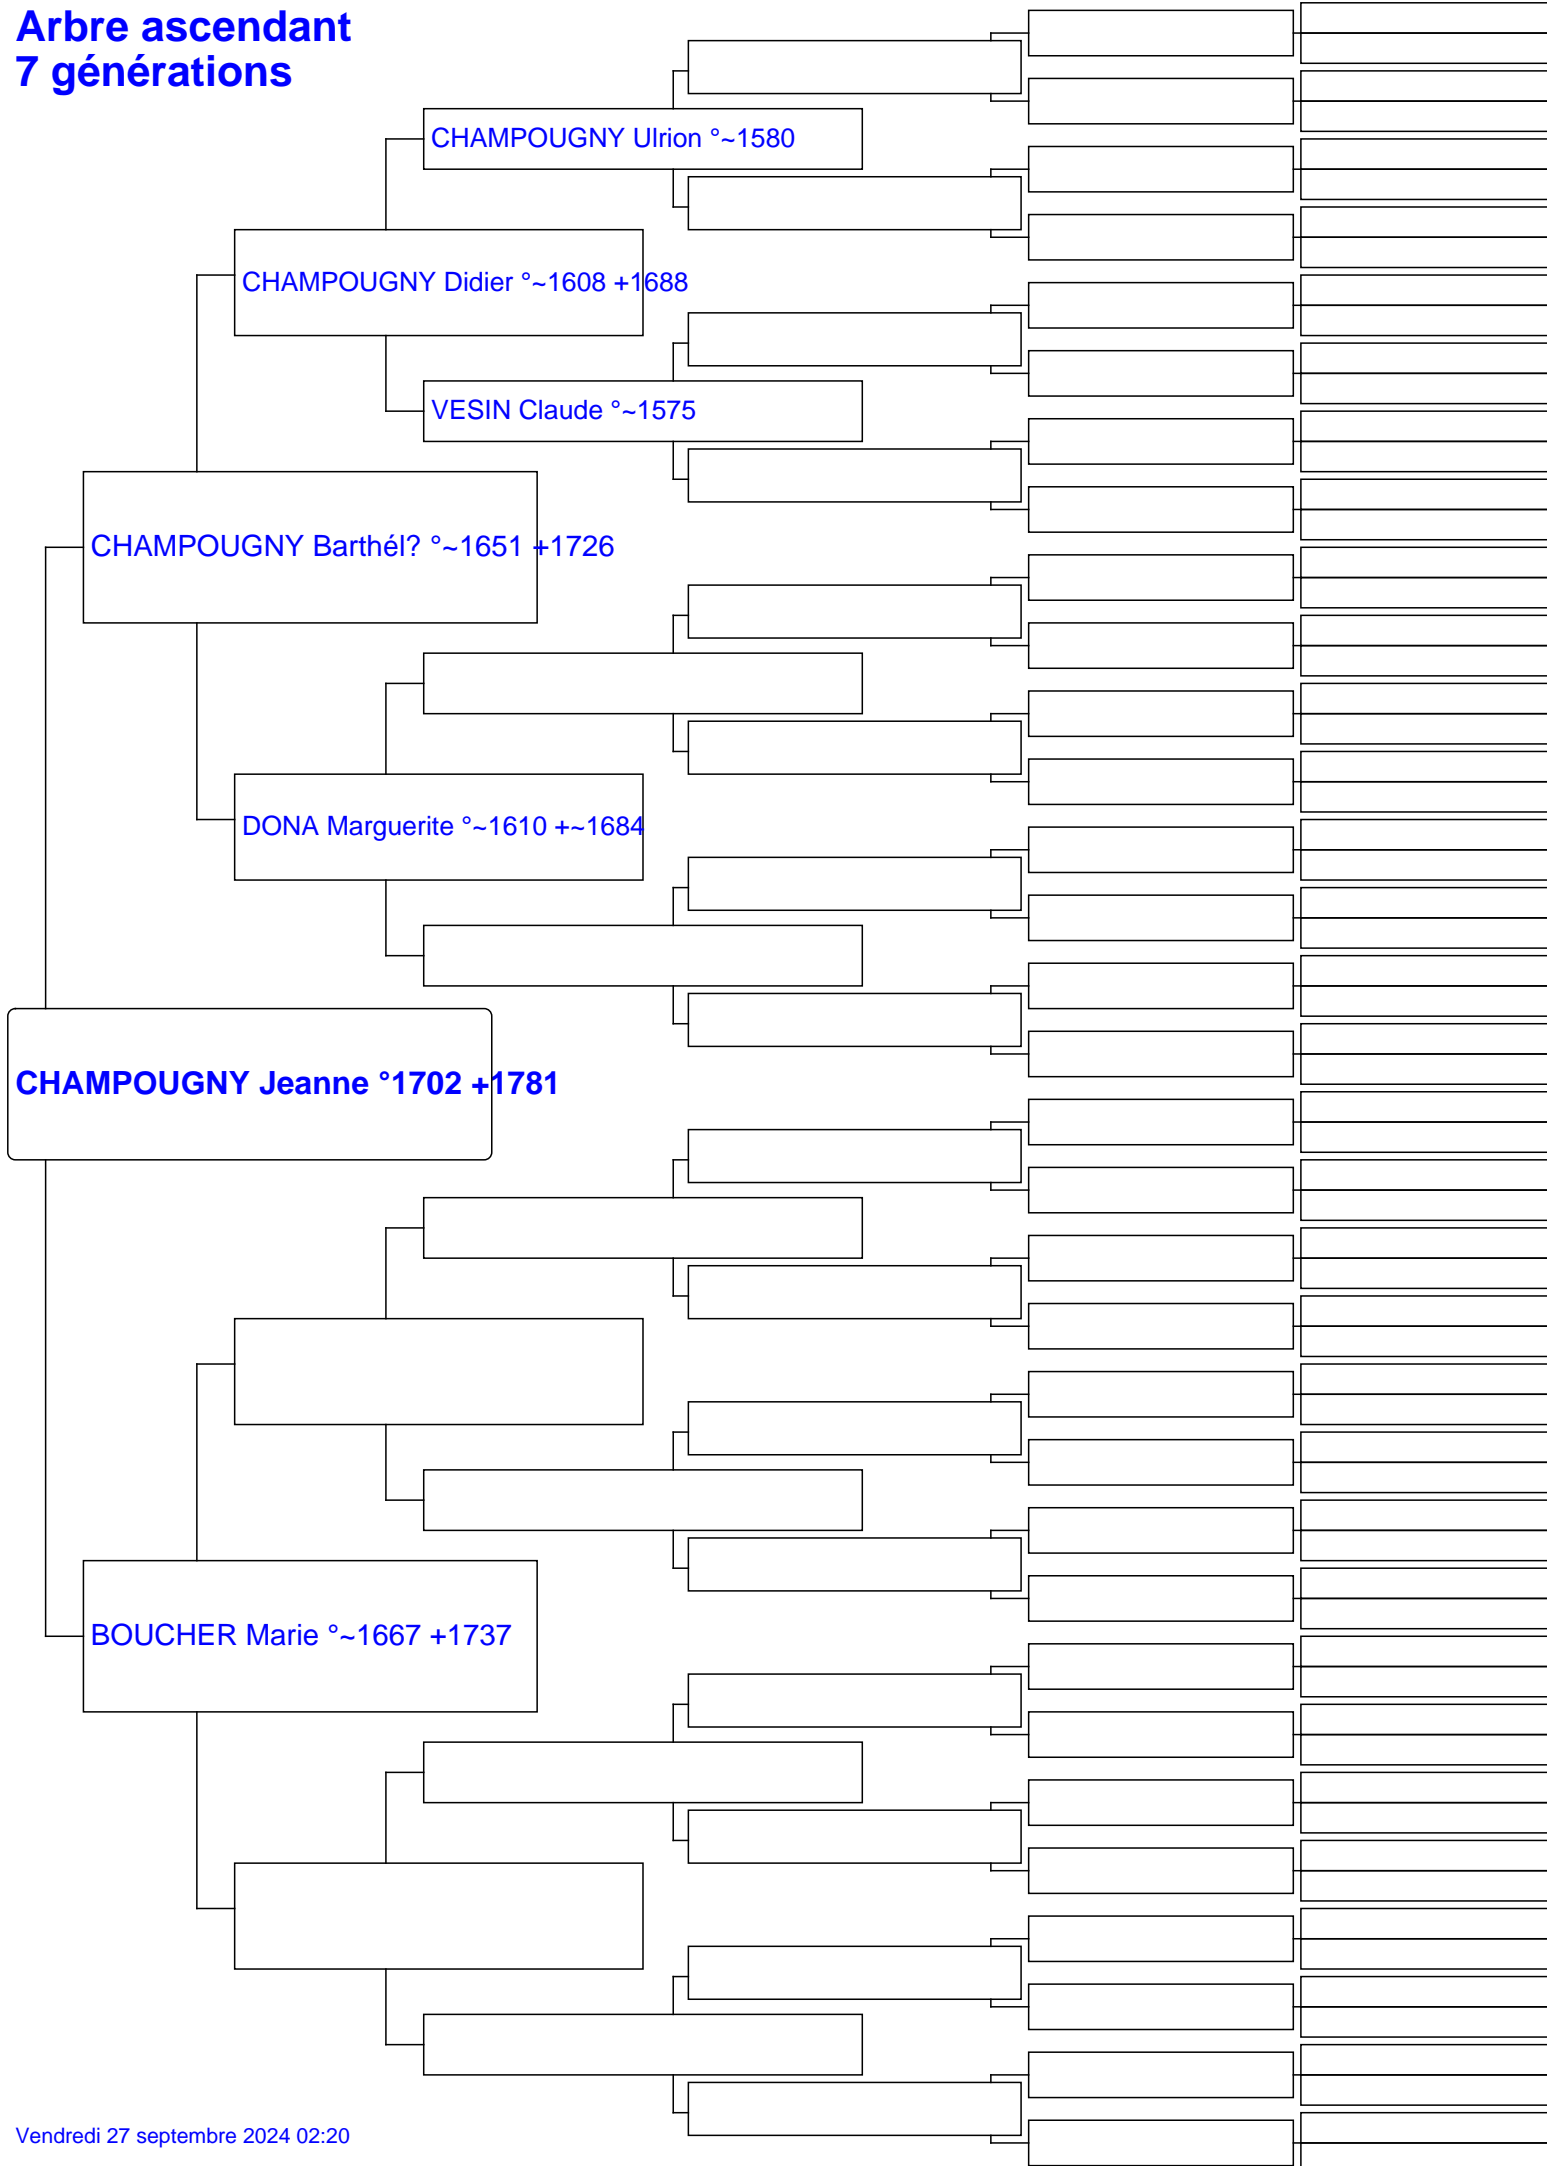 Arbre ascendant
7 générations
CHAMPOUGNY Ulrion °~1580
CHAMPOUGNY Didier °~1608 +1688
VESIN Claude °~1575
CHAMPOUGNY Barthél? °~1651 +1726
DONA Marguerite °~1610 +~1684
CHAMPOUGNY Jeanne °1702 +1781
BOUCHER Marie °~1667 +1737
Vendredi 27 septembre 2024 02:20